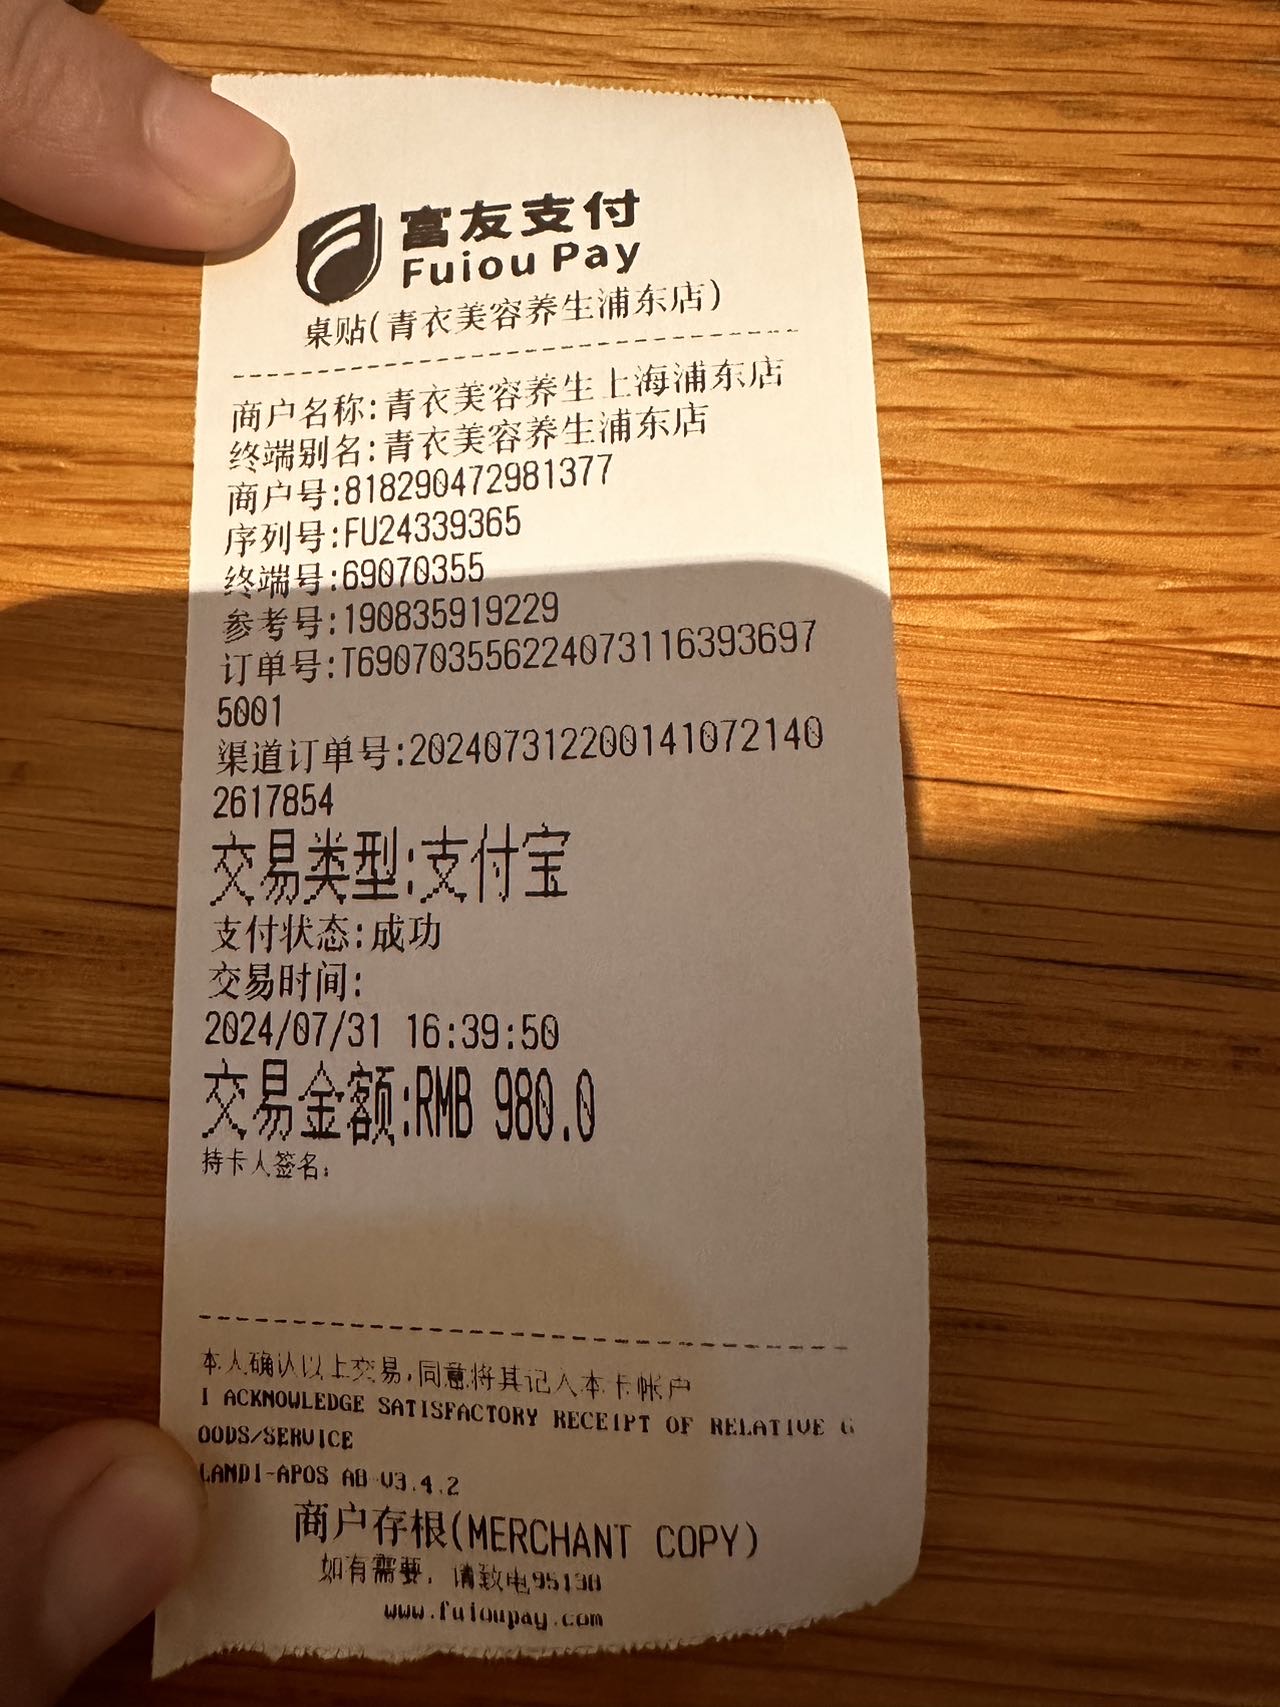 富友支付
Fuiou Pay
桌贴(青衣美容养生浦东店)
商户名称:青衣美容养生上海浦东店
终端别名:青衣美容养生浦东店
商户号:818290472981377
序列号:FU24339365
终端号:69070355
参考号:190835919229
订单号:T690703556224073116393697
5001
渠道订单号:202407312200141072140
2617854
交易类型:支付宝
支付状态:成功
交易时间:
2024/07/31 16:39:50
交易金额:RMB 980.0
持卡人签名:
本人确认以上交易,同意将其记入本卡帐户
I ACKNOWLEDGE SATISFACTORY RECEIPT OF RELATIVE G
OODS/SERVICE
LANDI-APOS A8 V3.4.2
商户存根(MERCHANT COPY)
如有需要，请致电95138
www.fuioupay.com